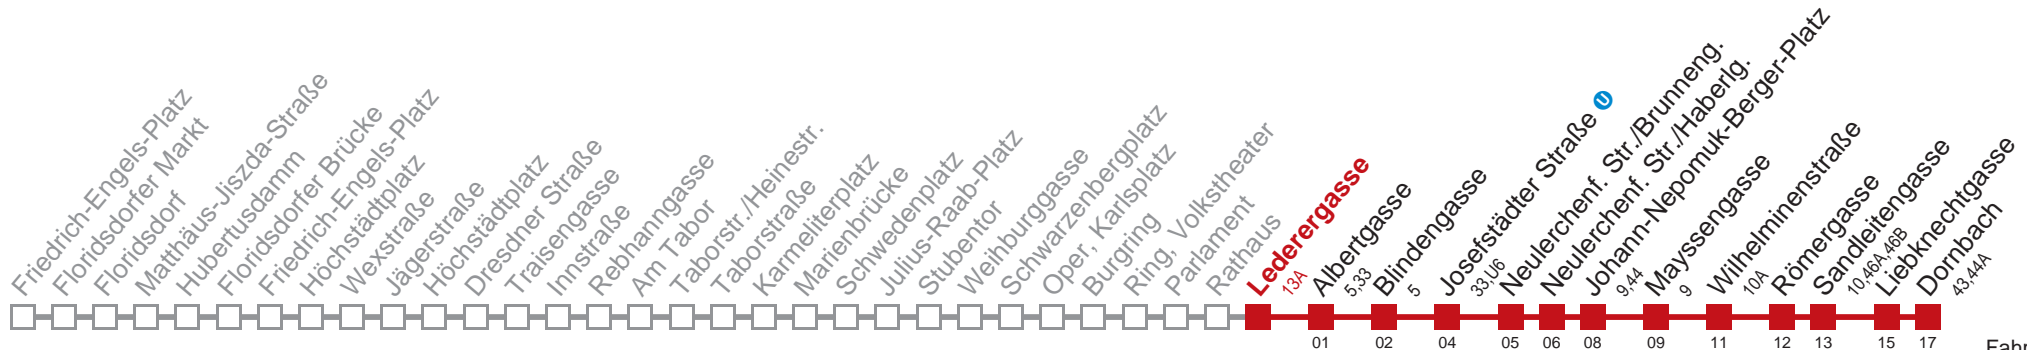 Friedrich-Engels-Platz
Floridsdorfer Markt
Floridsdorf
Matthäus-Jiszda-Straße
Hubertusdamm
Floridsdorfer Brücke
Friedrich-Engels-Platz
Höchstädtplatz
Wexstraße
Jägerstraße
Höchstädtplatz
Dresdner Straße
Traisengasse
Innstraße
Rebhanngasse
Am Tabor
Taborstr./Heinestr.
Taborstraße
Karmeliterplatz
Marienbrücke
Schwedenplatz
Julius-Raab-Platz
Stubentor
Weihburggasse
Schwarzenbergplatz
Oper, Karlsplatz
Burgring
Ring, Volkstheater
Parlament
Rathaus
Lederergasse
13A
Albertgasse
5,33
Blindengasse
5
Josefstädter Straße U
33,U6
Neulerchenf. Str./Brunneng.
Neulerchenf. Str./Haberlg.
Johann-Nepomuk-Berger-Platz
9,44
Mayssengasse
9
Wilhelminenstraße
10A
Römergasse
Sandleitengasse
10,46A,46B
Liebknechtgasse
Dornbach
43,44A
01 02 04 05 06 08 09 11 12 13 15 17
Fahr